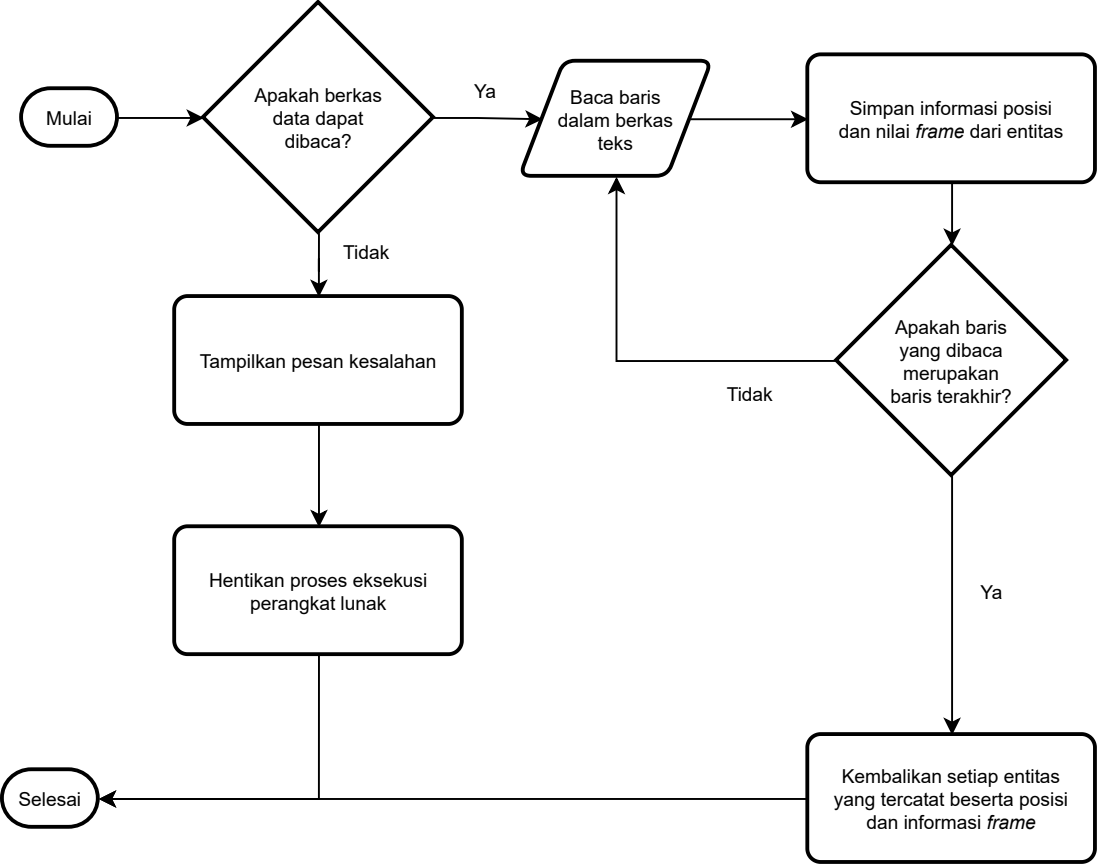 Mulai
Apakah berkas
data dapat
dibaca?
Ya
Baca baris
dalam berkas
teks
Simpan informasi posisi
dan nilai frame dari entitas
Tidak
Tampilkan pesan kesalahan
Apakah baris
yang dibaca
merupakan
baris terakhir?
Tidak
Hentikan proses eksekusi
perangkat lunak
Ya
Kembalikan setiap entitas
yang tercatat beserta posisi
dan informasi frame
Selesai